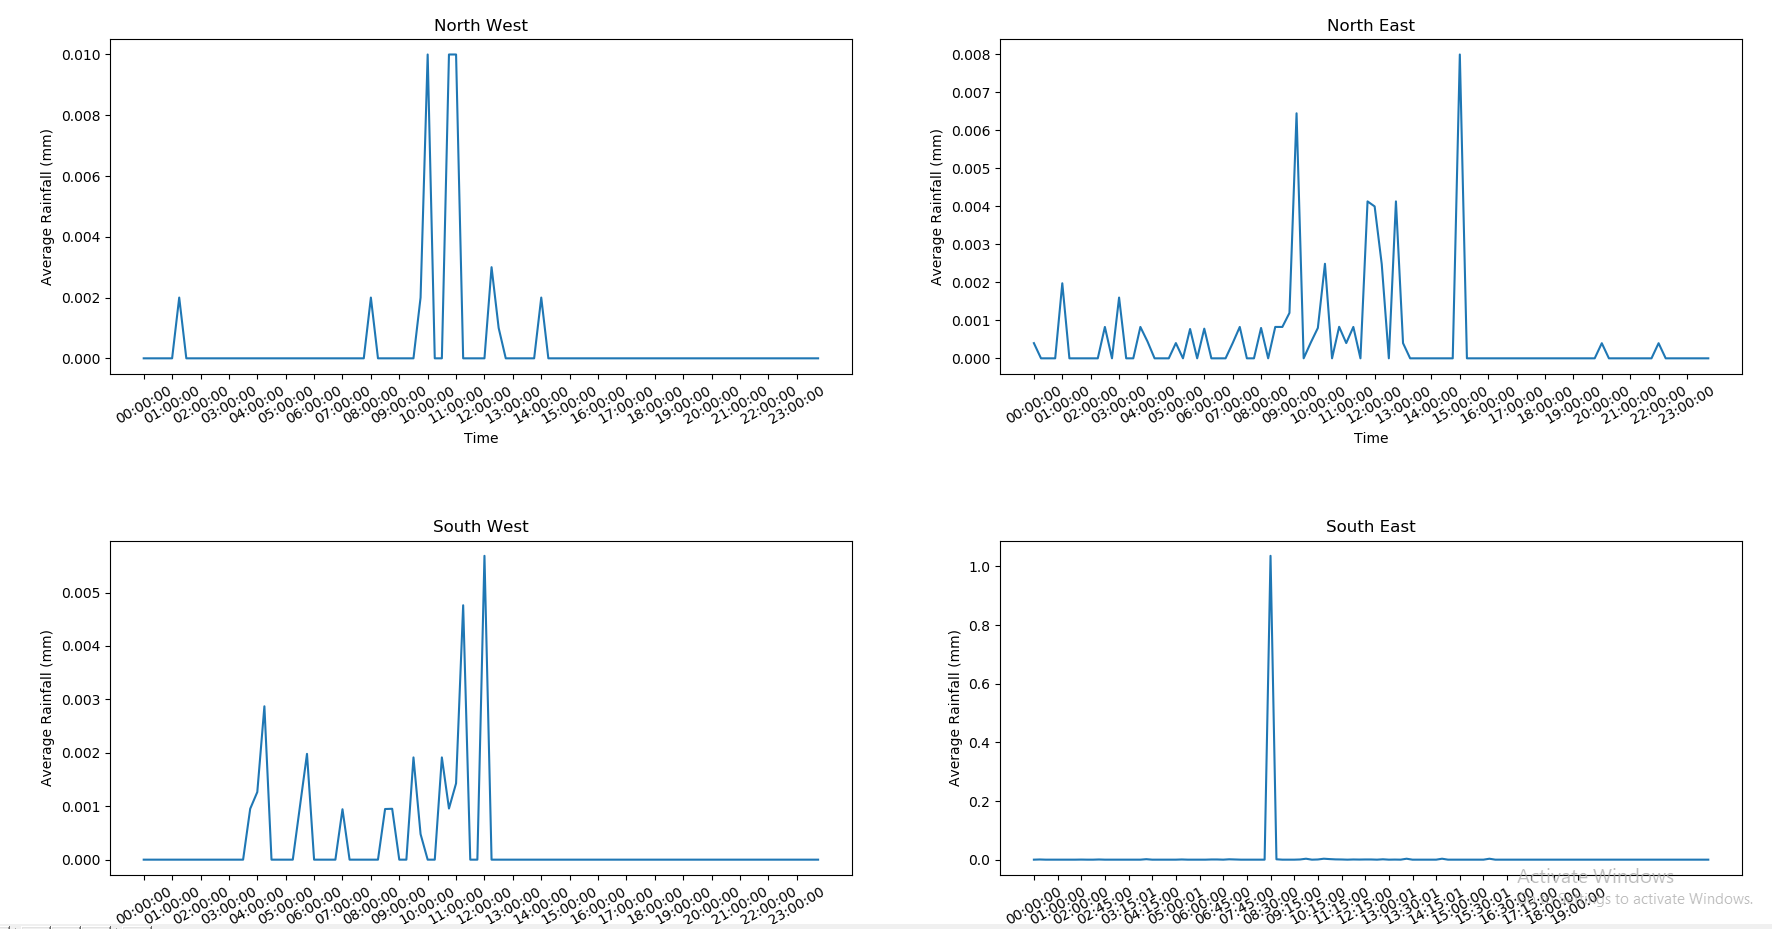 North West
0.010
0.008
0.006
0.004
0.002
0.000
Average Rainfall (mm)
00:00:00 01:00:00 02:00:00 03:00:00 04:00:00 05:00:00 06:00:00 07:00:00 08:00:00 09:00:00 10:00:00 11:00:00 12:00:00 13:00:00 14:00:00 15:00:00 16:00:00 17:00:00 18:00:00 19:00:00 20:00:00 21:00:00 22:00:00 23:00:00
Time
North East
0.008
0.007
0.006
0.005
0.004
0.003
0.002
0.001
0.000
Average Rainfall (mm)
00:00:00 01:00:00 02:00:00 03:00:00 04:00:00 05:00:00 06:00:00 07:00:00 08:00:00 09:00:00 10:00:00 11:00:00 12:00:00 13:00:00 14:00:00 15:00:00 16:00:00 17:00:00 18:00:00 19:00:00 20:00:00 21:00:00 22:00:00 23:00:00
Time
South West
0.005
0.004
0.003
0.002
0.001
0.000
Average Rainfall (mm)
00:00:00 01:00:00 02:00:00 03:00:00 04:00:00 05:00:00 06:00:00 07:00:00 08:00:00 09:00:00 10:00:00 11:00:00 12:00:00 13:00:00 14:00:00 15:00:00 16:00:00 17:00:00 18:00:00 19:00:00 20:00:00 21:00:00 22:00:00 23:00:00
South East
1.0
0.8
0.6
0.4
0.2
0.0
Average Rainfall (mm)
00:00:00 01:00:00 02:00:00 02:45:00 03:15:01 04:15:00 05:00:01 06:00:00 06:45:00 07:45:00 08:30:00 09:15:00 10:15:00 11:15:00 12:15:00 13:00:01 13:30:01 14:15:01 15:00:00 15:30:01 16:30:00 17:15:00 18:00:00 19:00:00
Activate Windows
to activate Windows.